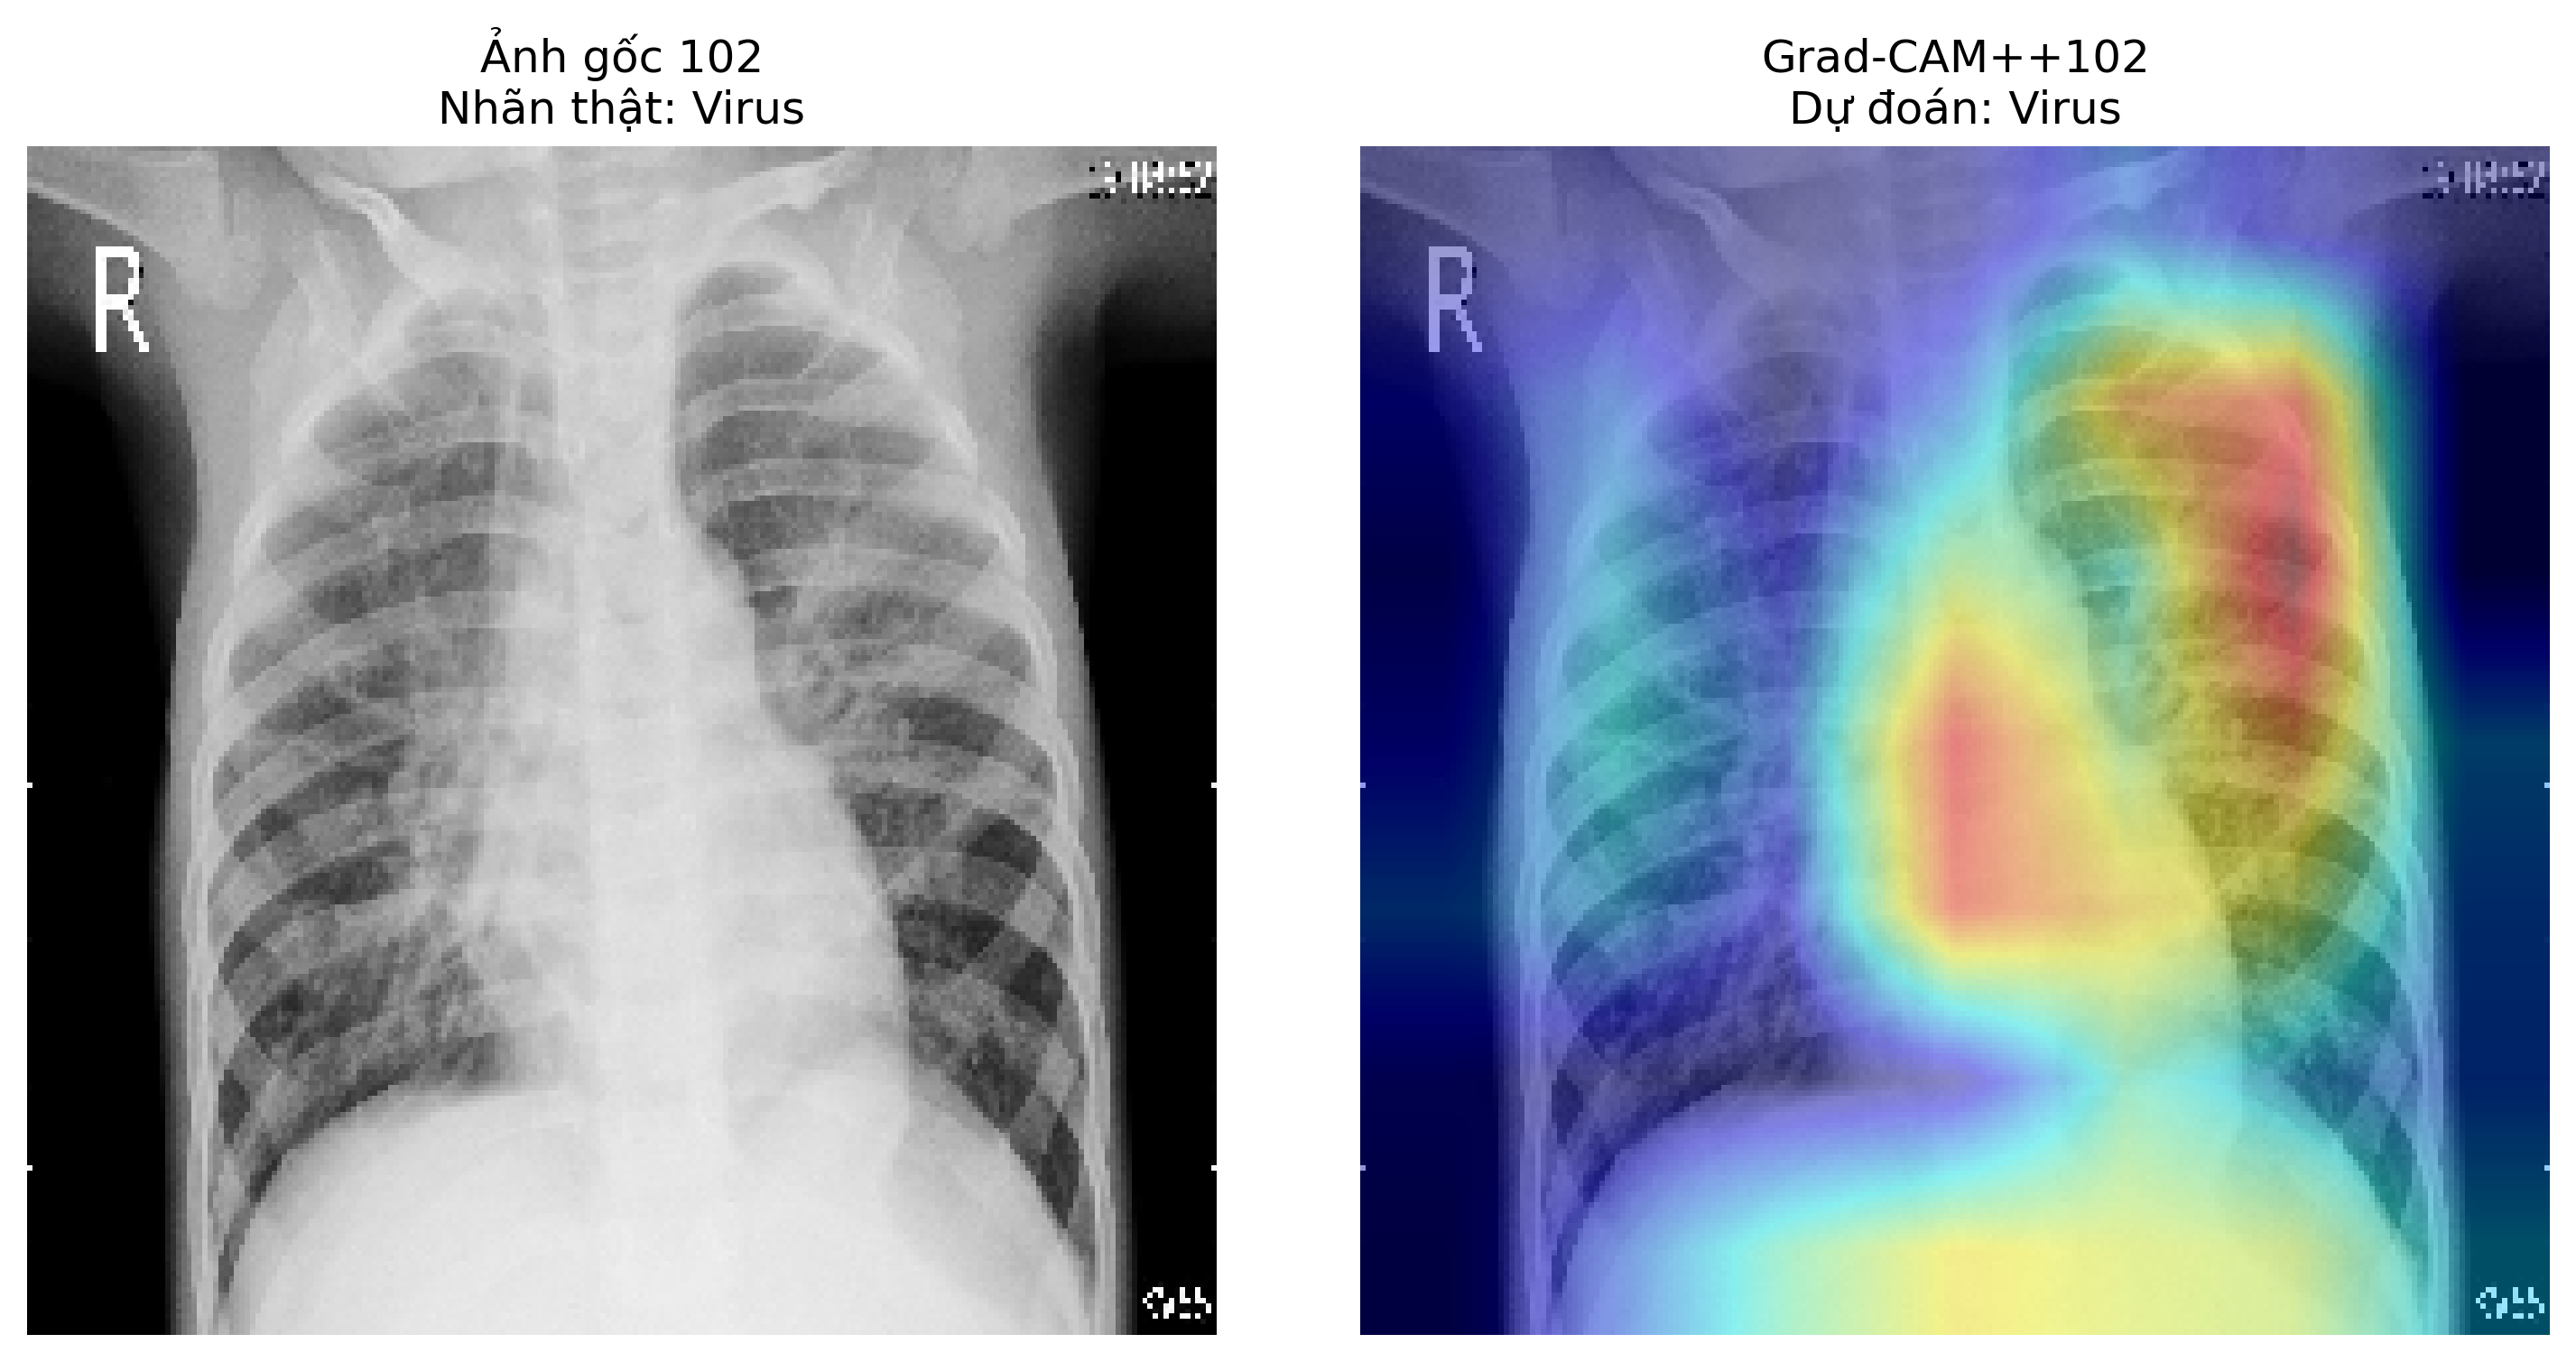 Ảnh gốc 102
Nhãn thật: Virus
Grad-CAM++102
Dự đoán: Virus
R
R